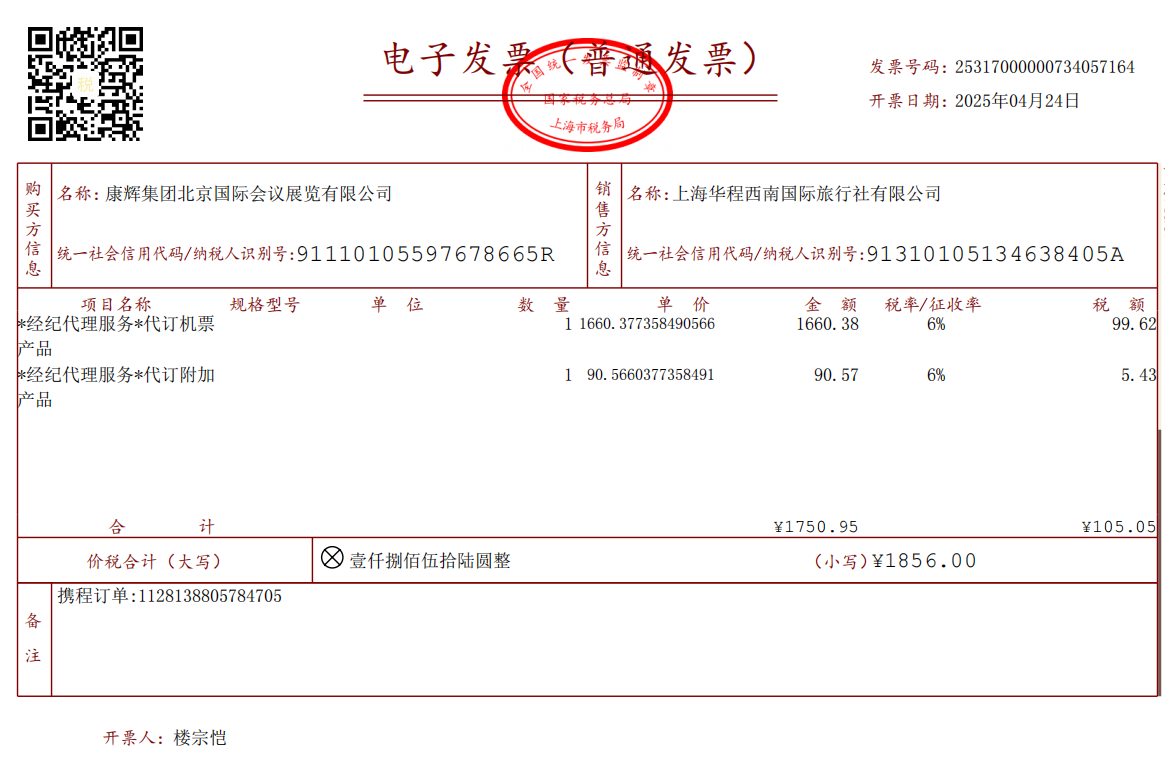 电子发票（普通发票）
全国统一发票监制章
国家税务总局
上海市税务局
税
发票号码：25317000000734057164
开票日期：2025年04月24日
购买方信息
名称：康辉集团北京国际会议展览有限公司
统一社会信用代码/纳税人识别号:91110105597678665R
销售方信息
名称:上海华程西南国际旅行社有限公司
统一社会信用代码/纳税人识别号:91310105134638405A
项目名称 规格型号 单 位 数 量 单 价 金 额 税率/征收率 税 额
*经纪代理服务*代订机票 1 1660.377358490566 1660.38 6% 99.62
产品
*经纪代理服务*代订附加 1 90.5660377358491 90.57 6% 5.43
产品
合 计 ¥1750.95 ¥105.05
价税合计（大写） 壹仟捌佰伍拾陆圆整 （小写）¥1856.00
备注
携程订单:1128138805784705
开票人：楼宗恺